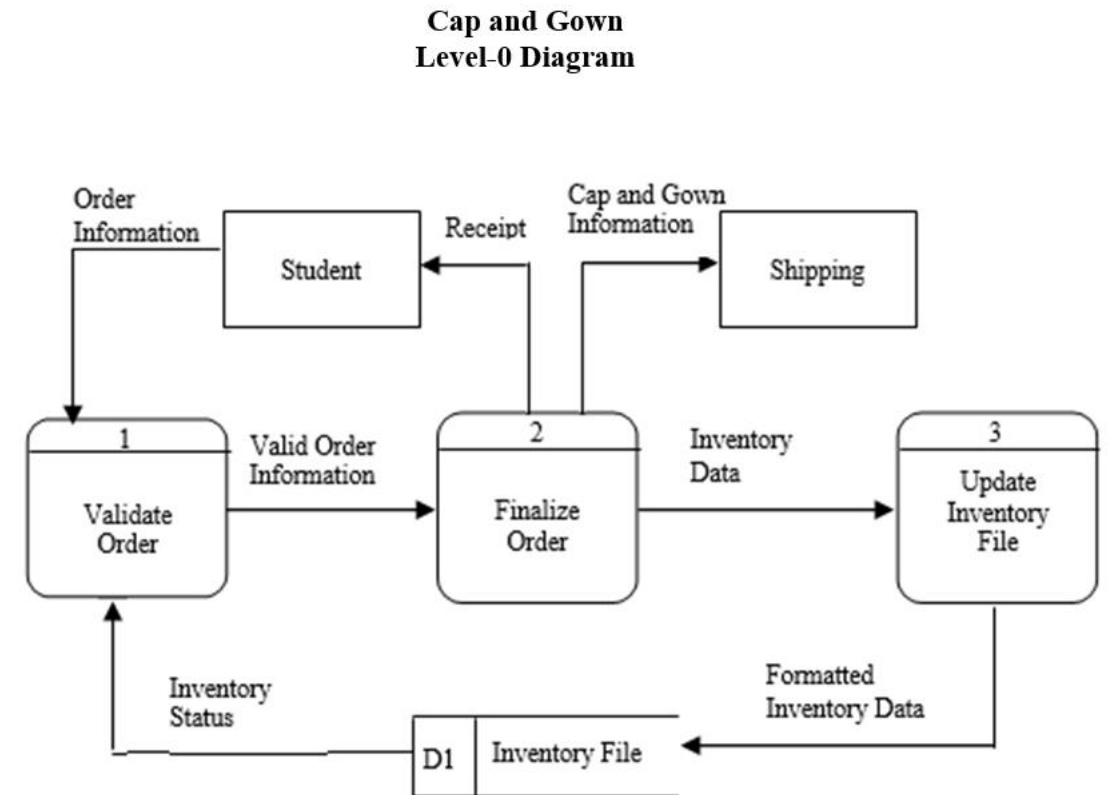 Cap and Gown
Level-0 Diagram
Order
Information
Student
Receipt
Cap and Gown
Information
Shipping
1
Validate
Order
Valid Order
Information
2
Finalize
Order
Inventory
Data
3
Update
Inventory
File
Inventory
Status
D1
Inventory File
Formatted
Inventory Data